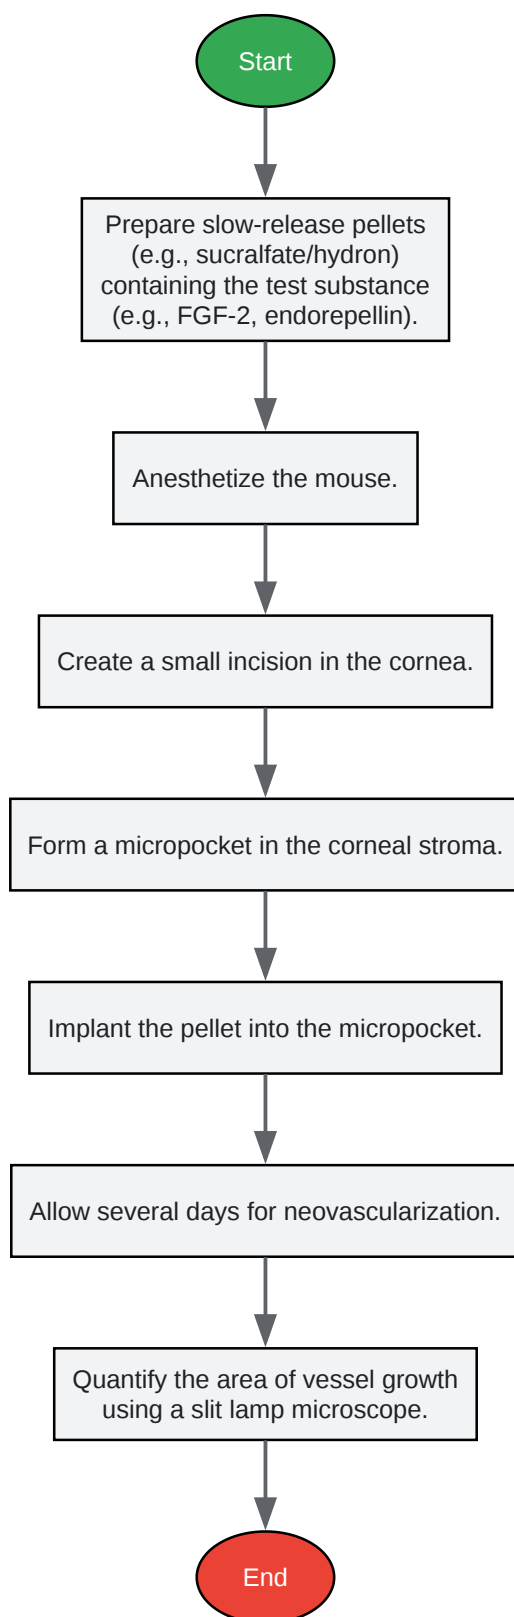 Start
Prepare slow-release pellets
(e.g., sucralfate/hydron)
containing the test substance
(e.g., FGF-2, endorepellin).
Anesthetize the mouse.
Create a small incision in the cornea.
Form a micropocket in the corneal stroma.
Implant the pellet into the micropocket.
Allow several days for neovascularization.
Quantify the area of vessel growth
using a slit lamp microscope.
End